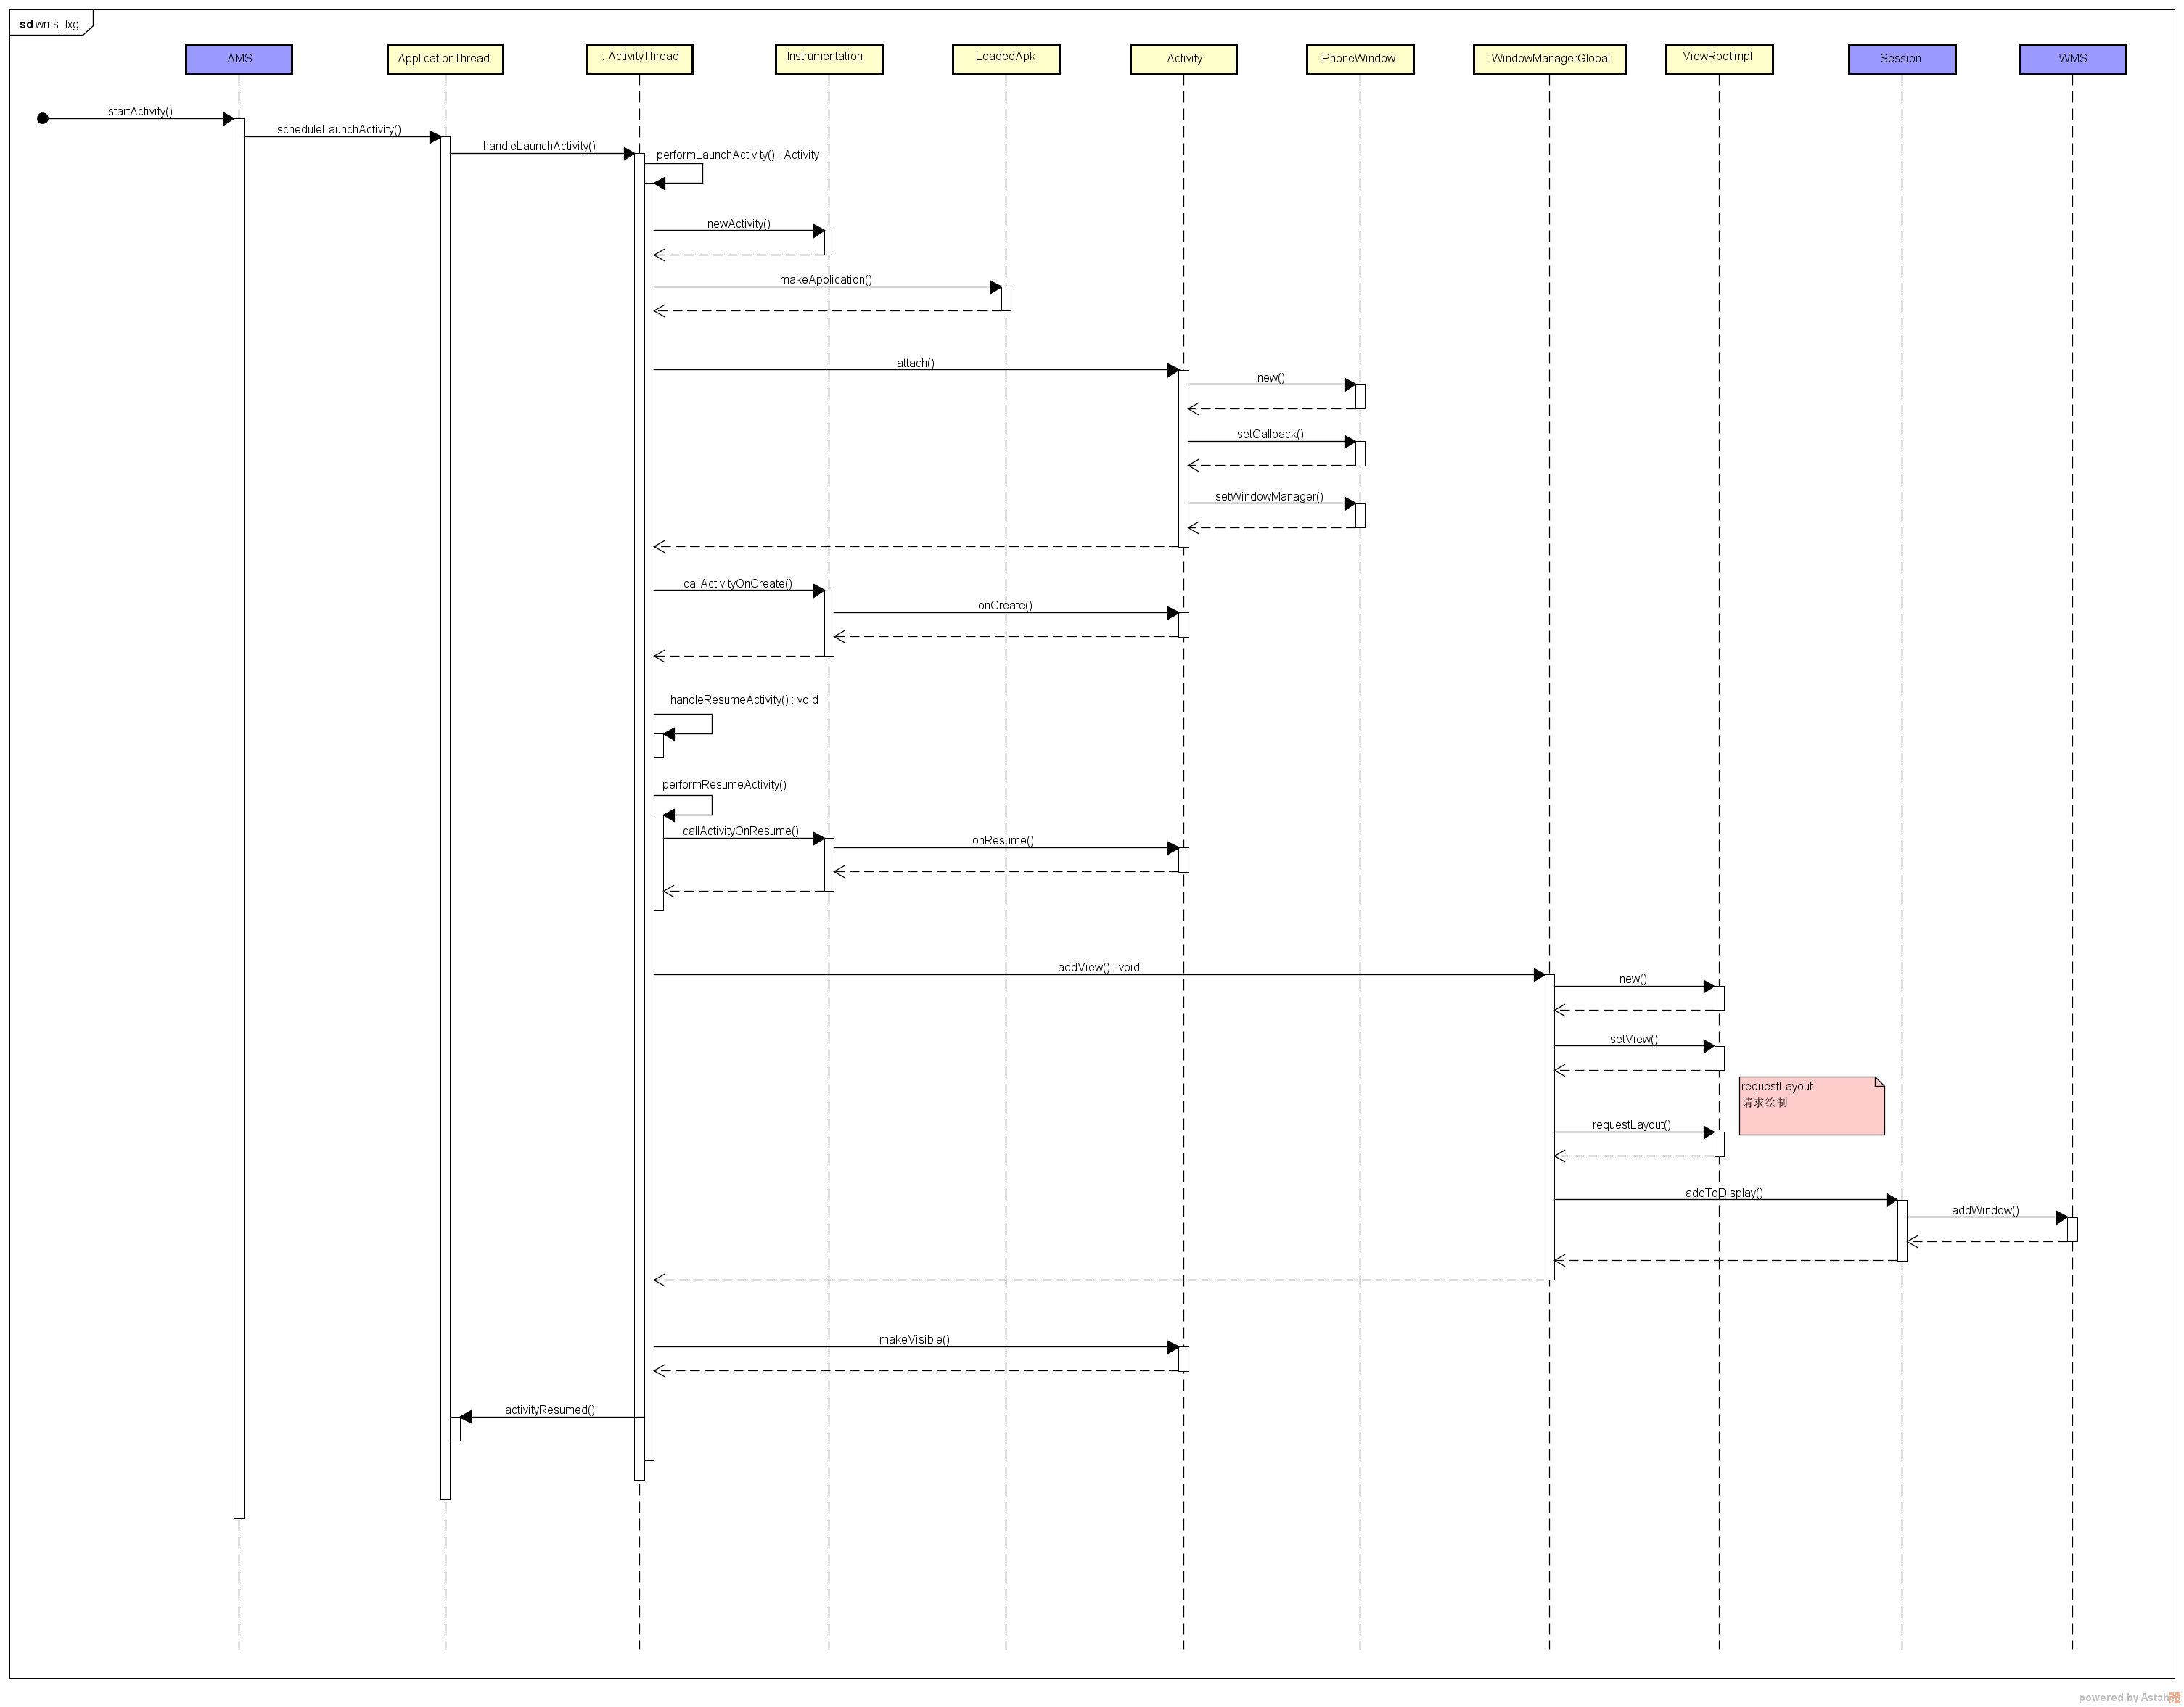 sd wms_lxg
AMS
ApplicationThread
: ActivityThread
Instrumentation
LoadedApk
Activity
PhoneWindow
: WindowManagerGlobal
ViewRootImpl
Session
WMS
startActivity()
scheduleLaunchActivity()
handleLaunchActivity()
performLaunchActivity() : Activity
newActivity()
makeApplication()
attach()
new()
setCallback()
setWindowManager()
callActivityOnCreate()
onCreate()
handleResumeActivity() : void
performResumeActivity()
callActivityOnResume()
onResume()
addView() : void
new()
setView()
requestLayout
请求绘制
requestLayout()
addToDisplay()
addWindow()
makeVisible()
activityResumed()
powered by Astah